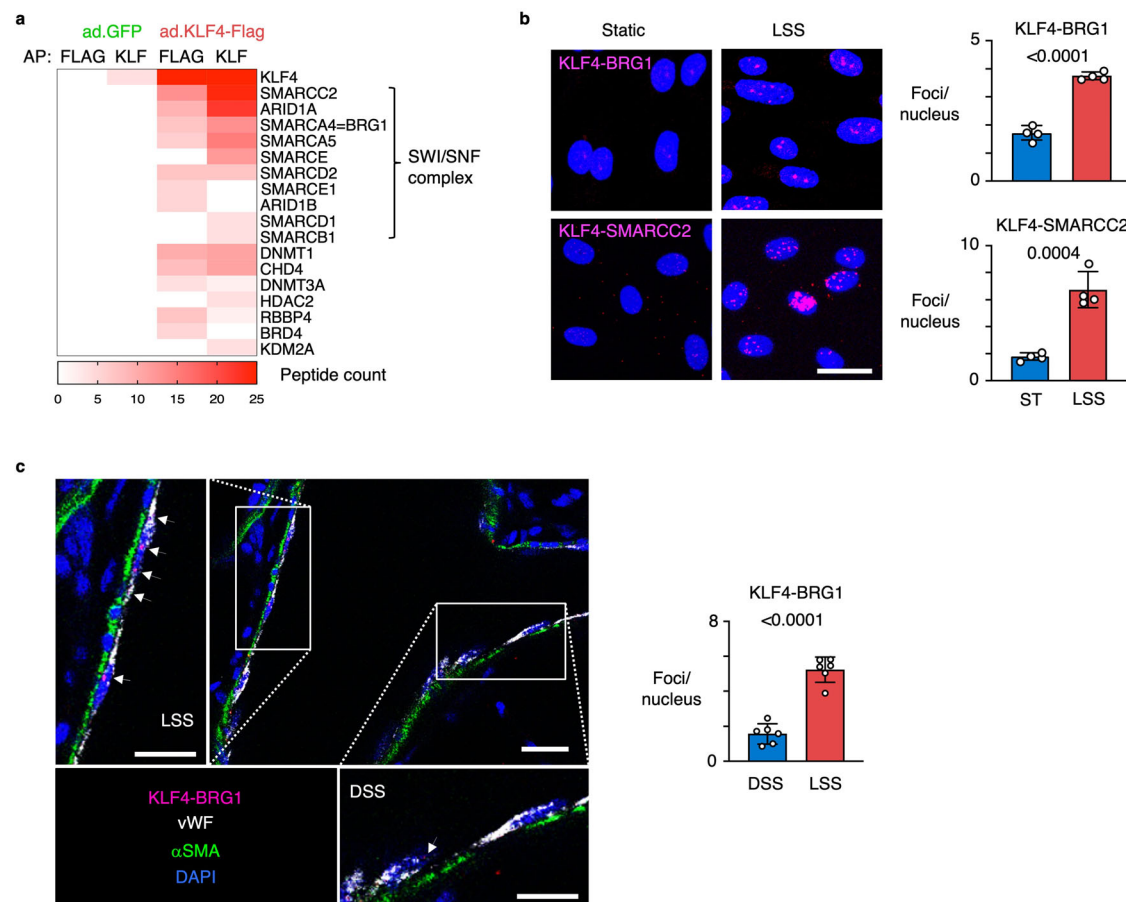 a
ad.GFP ad.KLF4-Flag
AP: FLAG KLF FLAG KLF
KLF4
SMARCC2
ARID1A
SMARCA4=BRG1
SMARCA5
SMARCE
SMARCD2
SMARCE1
ARID1B
SMARCD1
SMARCB1
DNMT1
CHD4
DNMT3A
HDAC2
RBBP4
BRD4
KDM2A
SWI/SNF
complex
Peptide count
0 5 10 15 20 25
b
Static LSS
KLF4-BRG1
KLF4-SMARCC2
KLF4-BRG1
<0.0001
5
Foci/
nucleus
0
KLF4-SMARCC2
0.0004
10
Foci/
nucleus
0
ST LSS
c
LSS
DSS
KLF4-BRG1
vWF
αSMA
DAPI
KLF4-BRG1
<0.0001
8
Foci/
nucleus
0
DSS LSS